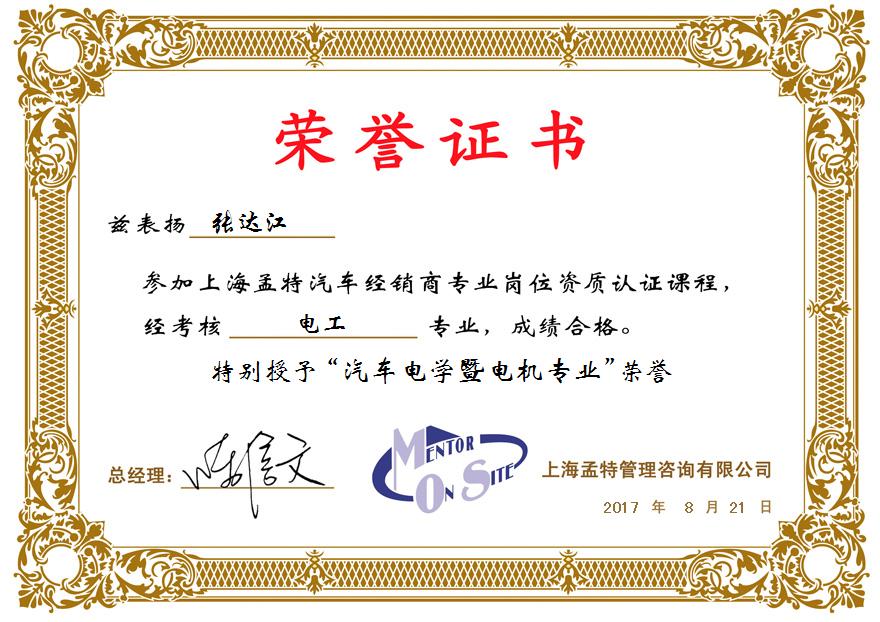 荣誉证书
兹表扬 张达江
参加上海孟特汽车经销商专业岗位资质认证课程，
经考核 电工 专业，成绩合格。
特别授予“汽车电学暨电机专业”荣誉
总经理：
MENTOR
ON SITE
上海孟特管理咨询有限公司
2017 年 8 月 21 日